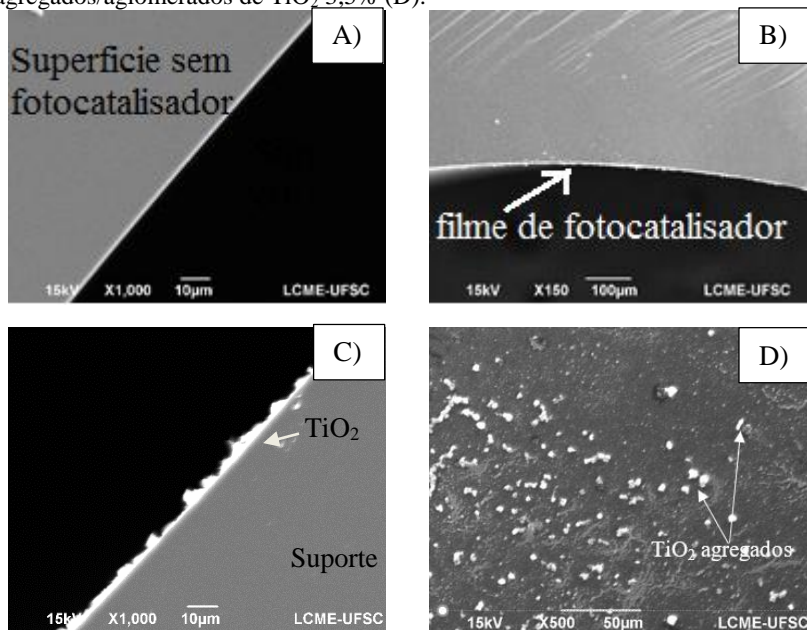 agregados/aglomerados de TiO₂ 3,5% (D).
A)
Superficie sem
fotocatalisador
15kV X1,000 10μm LCME-UFSC
B)
filme de fotocatalisador
15kV X150 100μm LCME-UFSC
C)
TiO₂
Suporte
15kV X1,000 10μm LCME-UFSC
D)
TiO₂ agregados
15kV X500 50μm LCME-UFSC